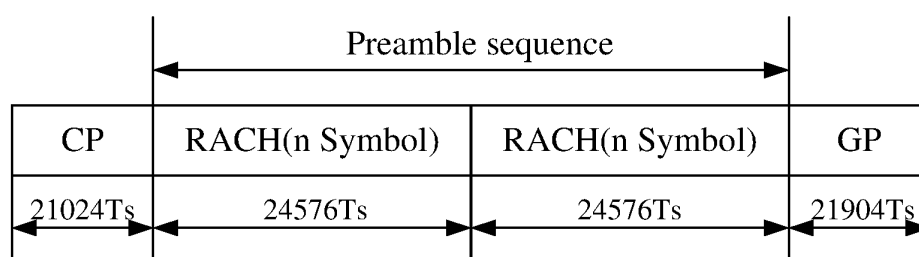 Preamble sequence
CP RACH(n Symbol) RACH(n Symbol) GP
21024Ts 24576Ts 24576Ts 21904Ts